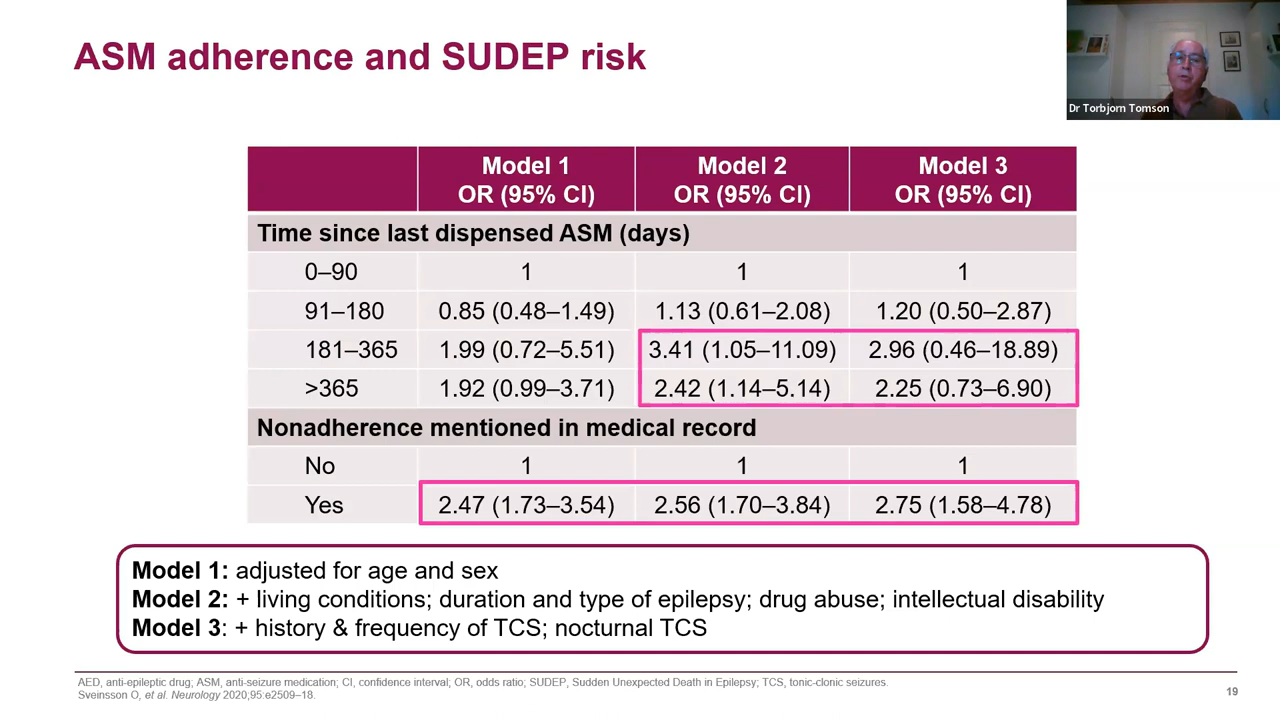 ASM adherence and SUDEP risk
Dr Torbjorn Tomson
Model 1 Model 2 Model 3
OR (95% CI) OR (95% CI) OR (95% CI)
Time since last dispensed ASM (days)
0–90 1 1 1
91–180 0.85 (0.48–1.49) 1.13 (0.61–2.08) 1.20 (0.50–2.87)
181–365 1.99 (0.72–5.51) 3.41 (1.05–11.09) 2.96 (0.46–18.89)
>365 1.92 (0.99–3.71) 2.42 (1.14–5.14) 2.25 (0.73–6.90)
Nonadherence mentioned in medical record
No 1 1 1
Yes 2.47 (1.73–3.54) 2.56 (1.70–3.84) 2.75 (1.58–4.78)
Model 1: adjusted for age and sex
Model 2: + living conditions; duration and type of epilepsy; drug abuse; intellectual disability
Model 3: + history & frequency of TCS; nocturnal TCS
AED, anti-epileptic drug; ASM, anti-seizure medication; CI, confidence interval; OR, odds ratio; SUDEP, Sudden Unexpected Death in Epilepsy; TCS, tonic-clonic seizures.
Sveinsson O, et al. Neurology 2020;95:e2509–18.
19